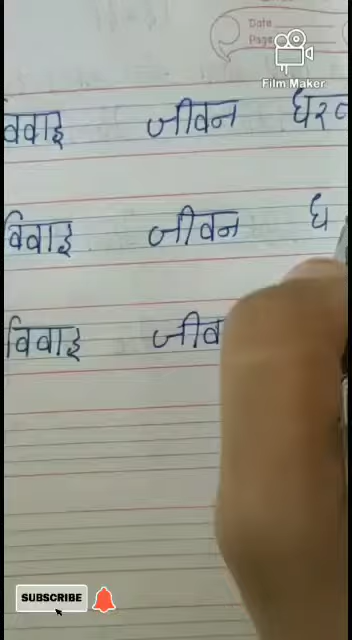 Date
Page
Film Maker
विवाइ जीवन
विवाइ जीवन ध
विवाइ जीव
SUBSCRIBE